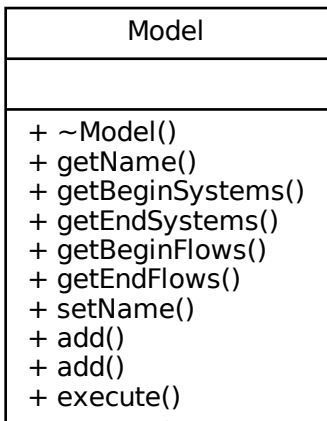 Model
+ ~Model()
+ getName()
+ getBeginSystems()
+ getEndSystems()
+ getBeginFlows()
+ getEndFlows()
+ setName()
+ add()
+ add()
+ execute()